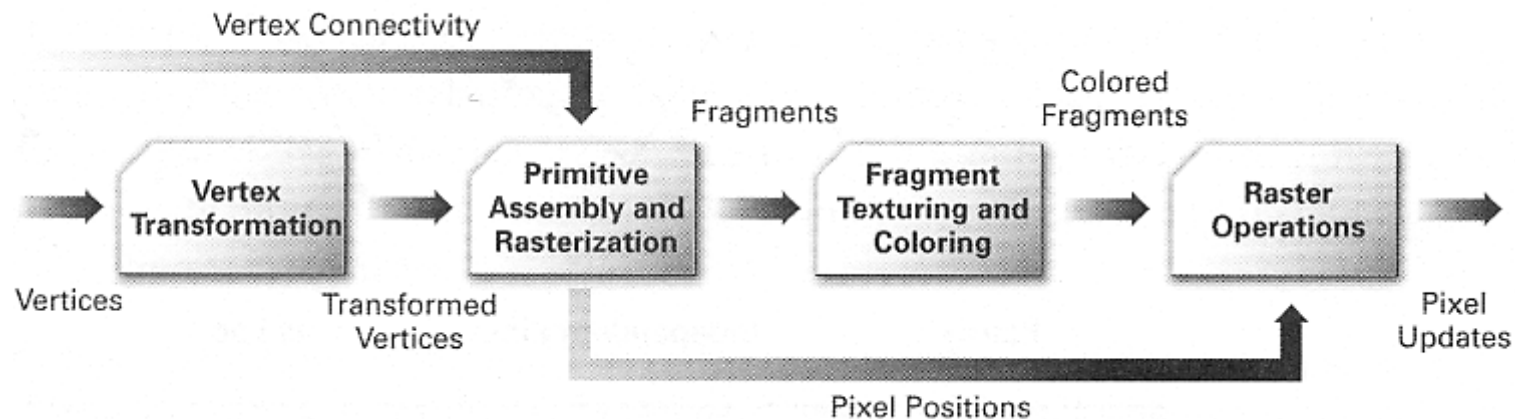 Vertex Connectivity
Vertices
Vertex
Transformation
Transformed
Vertices
Primitive
Assembly and
Rasterization
Fragments
Fragment
Texturing and
Coloring
Colored
Fragments
Raster
Operations
Pixel
Updates
Pixel Positions